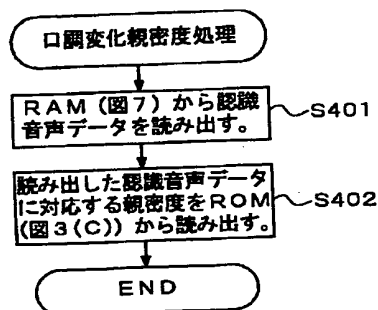 口調変化親密度処理
RAM(図7)から認識
音声データを読み出す。
S401
読み出した認識音声データ
に対応する親密度をROM
(図3(C))から読み出す。
S402
END